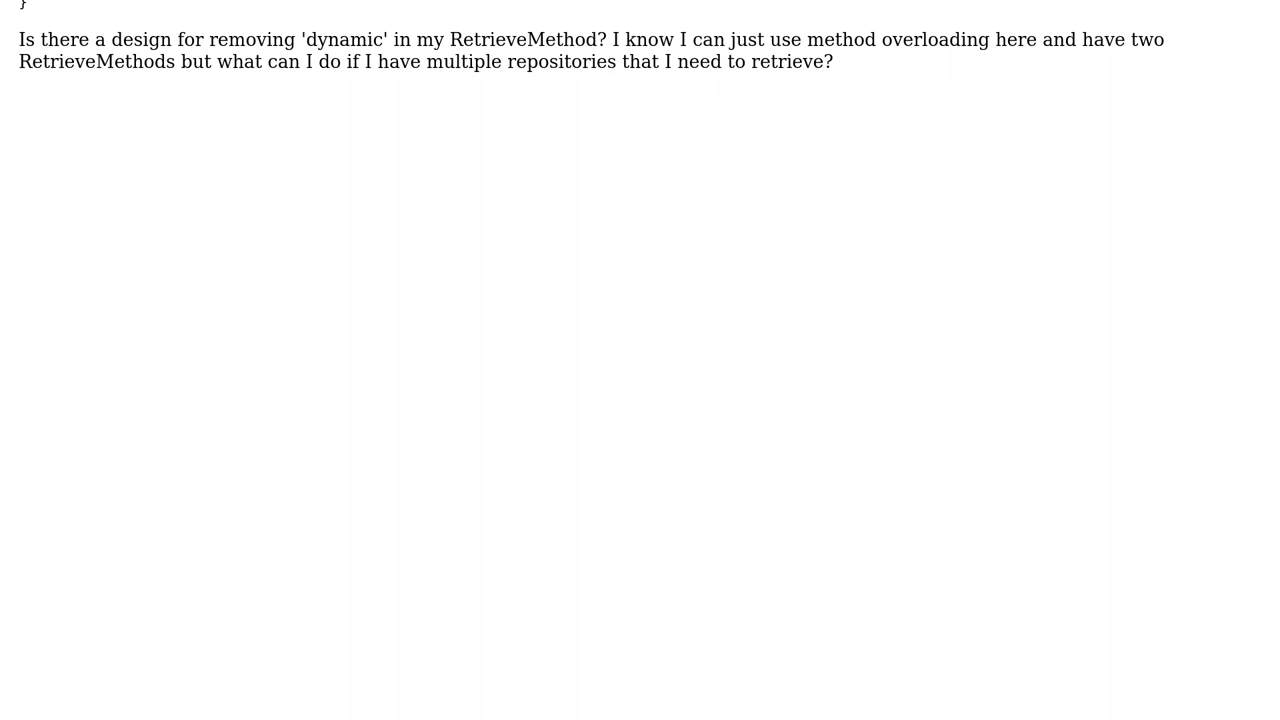 }
Is there a design for removing 'dynamic' in my RetrieveMethod? I know I can just use method overloading here and have two
RetrieveMethods but what can I do if I have multiple repositories that I need to retrieve?